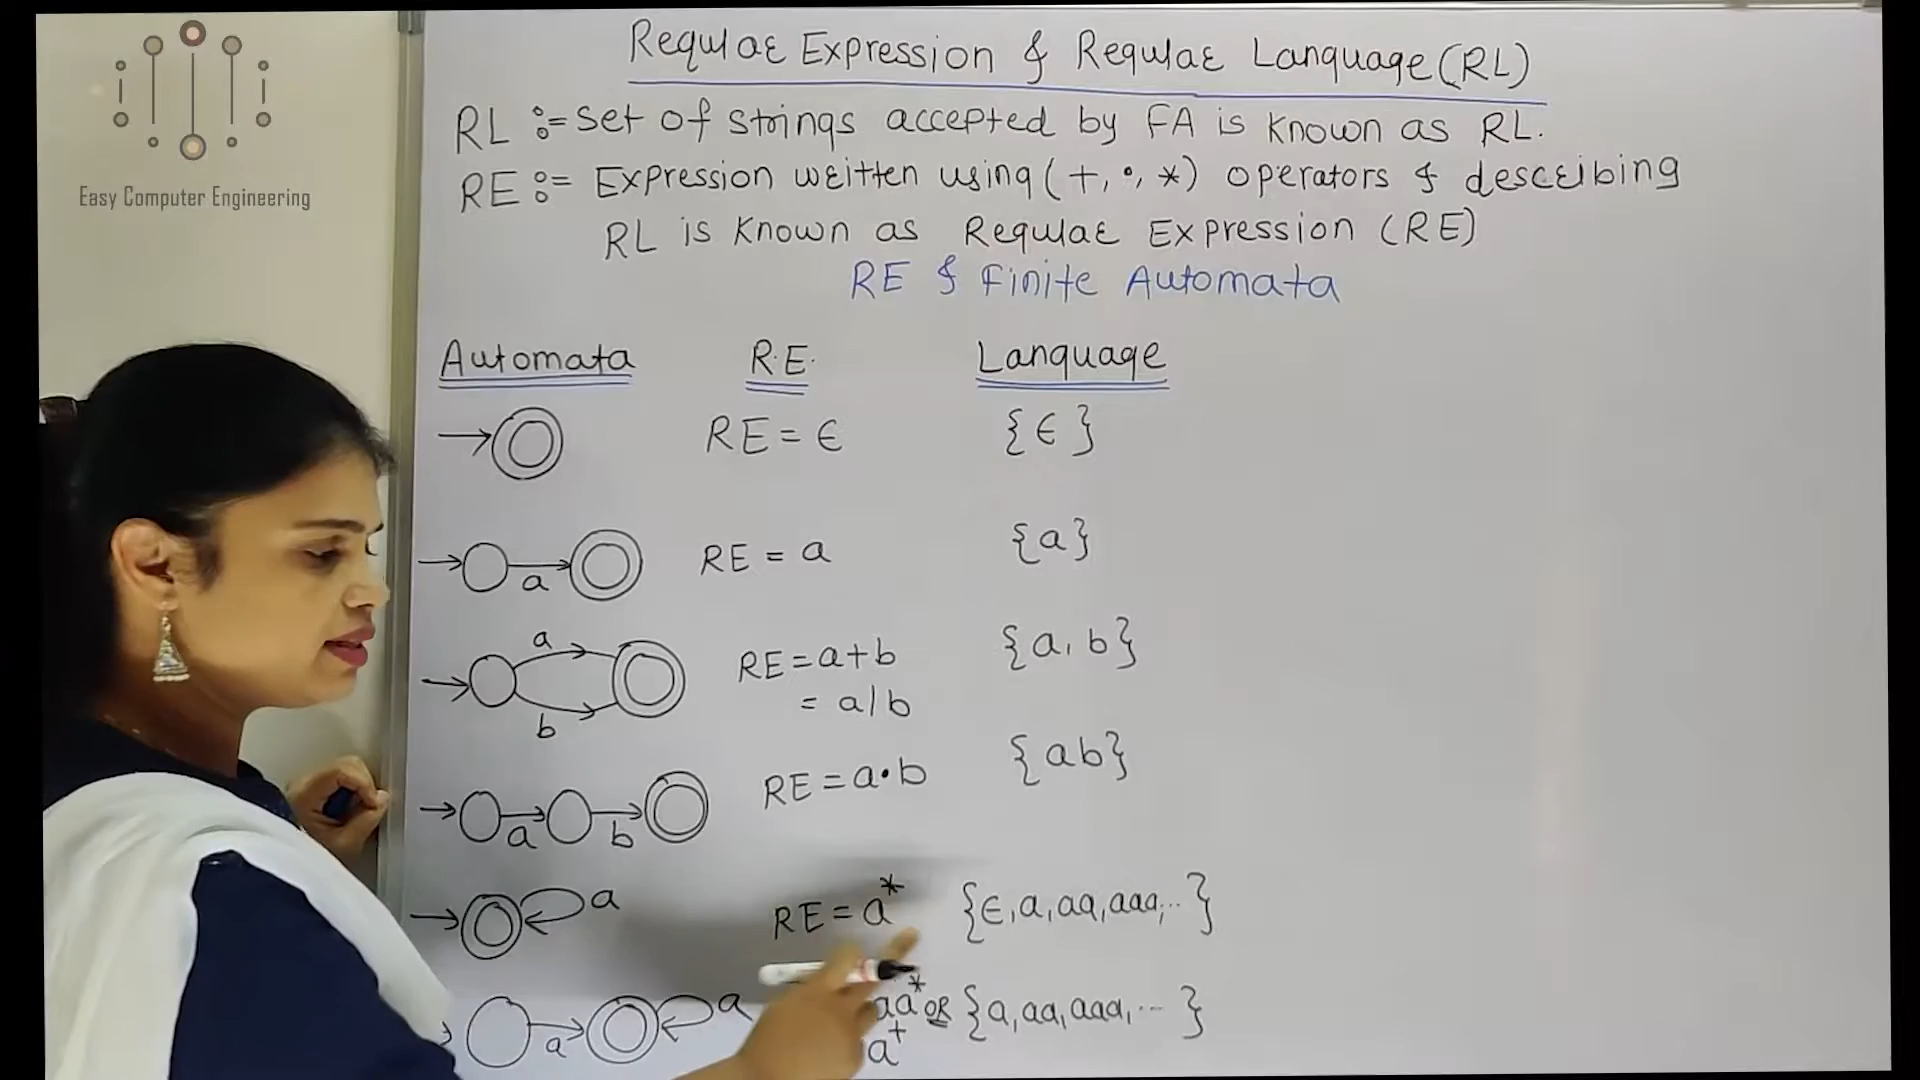 Easy Computer Engineering
Regular Expression & Regular Language (RL)
RL := set of strings accepted by FA is known as RL.
RE := Expression written using (+, •, *) operators & describing
RL is known as Regular Expression (RE)
RE & Finite Automata
Automata R.E. Language
RE = ϵ {ϵ}
a RE = a {a}
a b RE = a+b {a, b}
= a/b
a b RE = a•b {ab}
a RE = a* {ϵ, a, aa, aaa, ..}
a a aa* OR {a, aa, aaa, ... }
a⁺